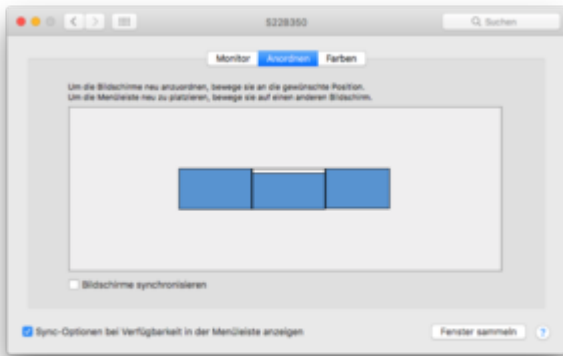 S228350
Suchen
Monitor
Anordnen
Farben
Um die Bildschirme neu anzuordnen, bewege sie an die gewünschte Position.
Um die Menüleiste neu zu platzieren, bewege sie auf einen anderen Bildschirm.
Bildschirme synchronisieren
Sync-Optionen bei Verfügbarkeit in der Menüleiste anzeigen
Fenster sammeln
?